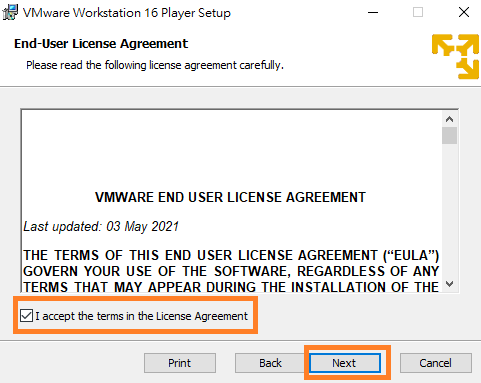 VMware Workstation 16 Player Setup
End-User License Agreement
Please read the following license agreement carefully.
VMWARE END USER LICENSE AGREEMENT
Last updated: 03 May 2021
THE TERMS OF THIS END USER LICENSE AGREEMENT (“EULA”)
GOVERN YOUR USE OF THE SOFTWARE, REGARDLESS OF ANY
TERMS THAT MAY APPEAR DURING THE INSTALLATION OF THE
I accept the terms in the License Agreement
Print Back Next Cancel